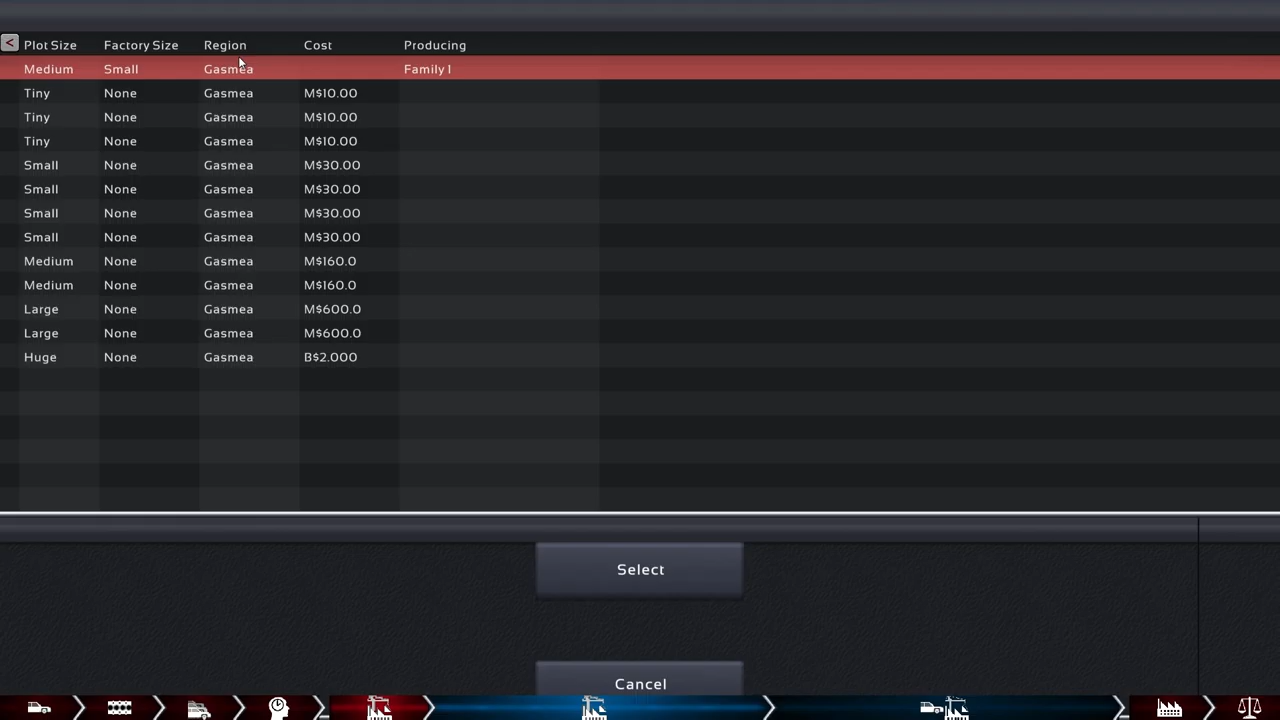 < Plot Size Factory Size Region Cost Producing
Medium Small Gasmea Family 1
Tiny None Gasmea M$10.00
Tiny None Gasmea M$10.00
Tiny None Gasmea M$10.00
Small None Gasmea M$30.00
Small None Gasmea M$30.00
Small None Gasmea M$30.00
Small None Gasmea M$30.00
Medium None Gasmea M$160.0
Medium None Gasmea M$160.0
Large None Gasmea M$600.0
Large None Gasmea M$600.0
Huge None Gasmea B$2.000
Select
Cancel